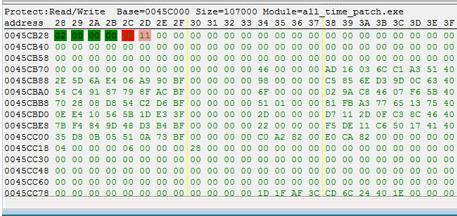 Protect:Read/Write Base=0045C000 Size=107000 Module=all_time_patch.exe
address 28 29 2A 2B 2C 2D 2E 2F 30 31 32 33 34 35 36 37 38 39 3A 3B 3C 3D 3E 3F
0045CB28 02 00 00 00 11 00 00 00 00 00 00 00 00 00 00 00 00 00 00 00 00 00 00
0045CB40 00 00 00 00 00 00 00 00 00 00 00 00 00 00 00 00 00 00 00 00 00 00 00 00
0045CB58 00 00 00 00 00 00 00 00 00 00 00 00 00 00 00 00 00 00 00 00 00 00 00 00
0045CB70 00 00 00 00 00 00 00 00 00 00 00 00 46 00 00 00 AD 16 03 6C C1 A3 51 40
0045CB88 2E 5D 6A E4 06 A9 90 BF 00 00 00 00 98 00 00 00 C5 85 6E D3 9D 0C 63 40
0045CBA0 54 C4 91 87 79 8F AC BF 00 00 00 00 6F 00 00 00 02 9A C8 46 07 F6 5B 40
0045CBB8 70 28 08 D8 54 C2 D6 BF 00 00 00 00 51 01 00 00 81 FB A3 77 65 13 75 40
0045CBD0 0E E4 10 56 5B 1D E3 3F 00 00 00 00 2D 00 00 00 D7 11 2D 0F C3 8C 46 40
0045CBE8 7B F4 84 9D 48 D3 B4 BF 00 00 00 00 22 00 00 00 F5 DE 11 C6 50 17 41 40
0045CC00 35 D8 0B 05 51 0A 73 BF 00 00 00 00 C0 A2 82 00 E0 CA 82 00 00 00 00 00
0045CC18 04 00 00 00 06 00 00 00 28 00 00 00 00 00 00 00 00 00 00 00 00 00 00 00
0045CC30 00 00 00 00 00 00 00 00 00 00 00 00 00 00 00 00 00 00 00 00 00 00 00 00
0045CC48 00 00 00 00 00 00 00 00 00 00 00 00 00 00 00 00 00 00 00 00 00 00 00 00
0045CC60 00 00 00 00 00 00 00 00 00 00 00 00 00 00 00 00 00 00 00 00 00 00 00 00
0045CC78 00 00 00 00 00 00 00 00 00 00 00 00 1D 1F AF 3C CD 6C 24 40 1E 00 00 00